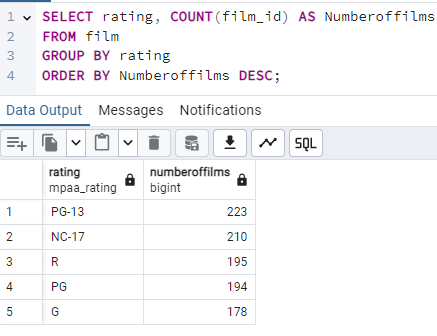 1 SELECT rating, COUNT(film_id) AS Numberoffilms
2 FROM film
3 GROUP BY rating
4 ORDER BY Numberoffilms DESC;
Data Output Messages Notifications
SQL
rating numberoffilms
mpaa_rating bigint
1 PG-13 223
2 NC-17 210
3 R 195
4 PG 194
5 G 178